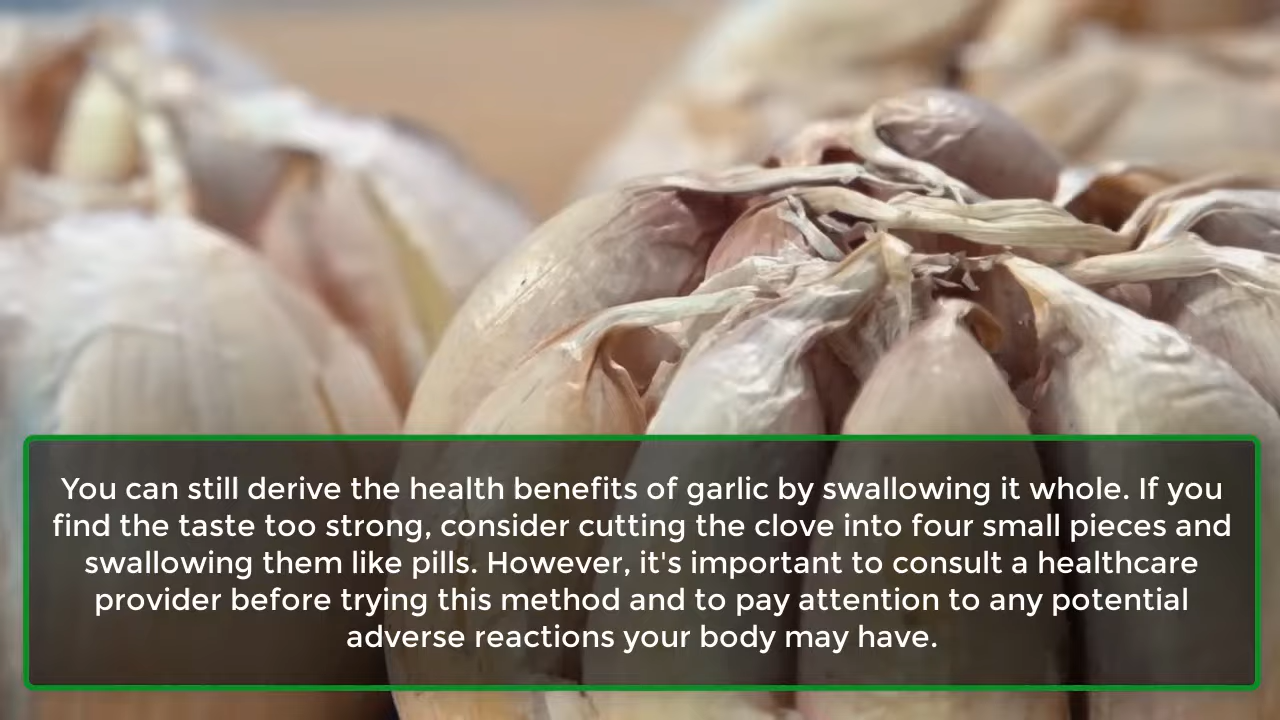 You can still derive the health benefits of garlic by swallowing it whole. If you
find the taste too strong, consider cutting the clove into four small pieces and
swallowing them like pills. However, it's important to consult a healthcare
provider before trying this method and to pay attention to any potential
adverse reactions your body may have.